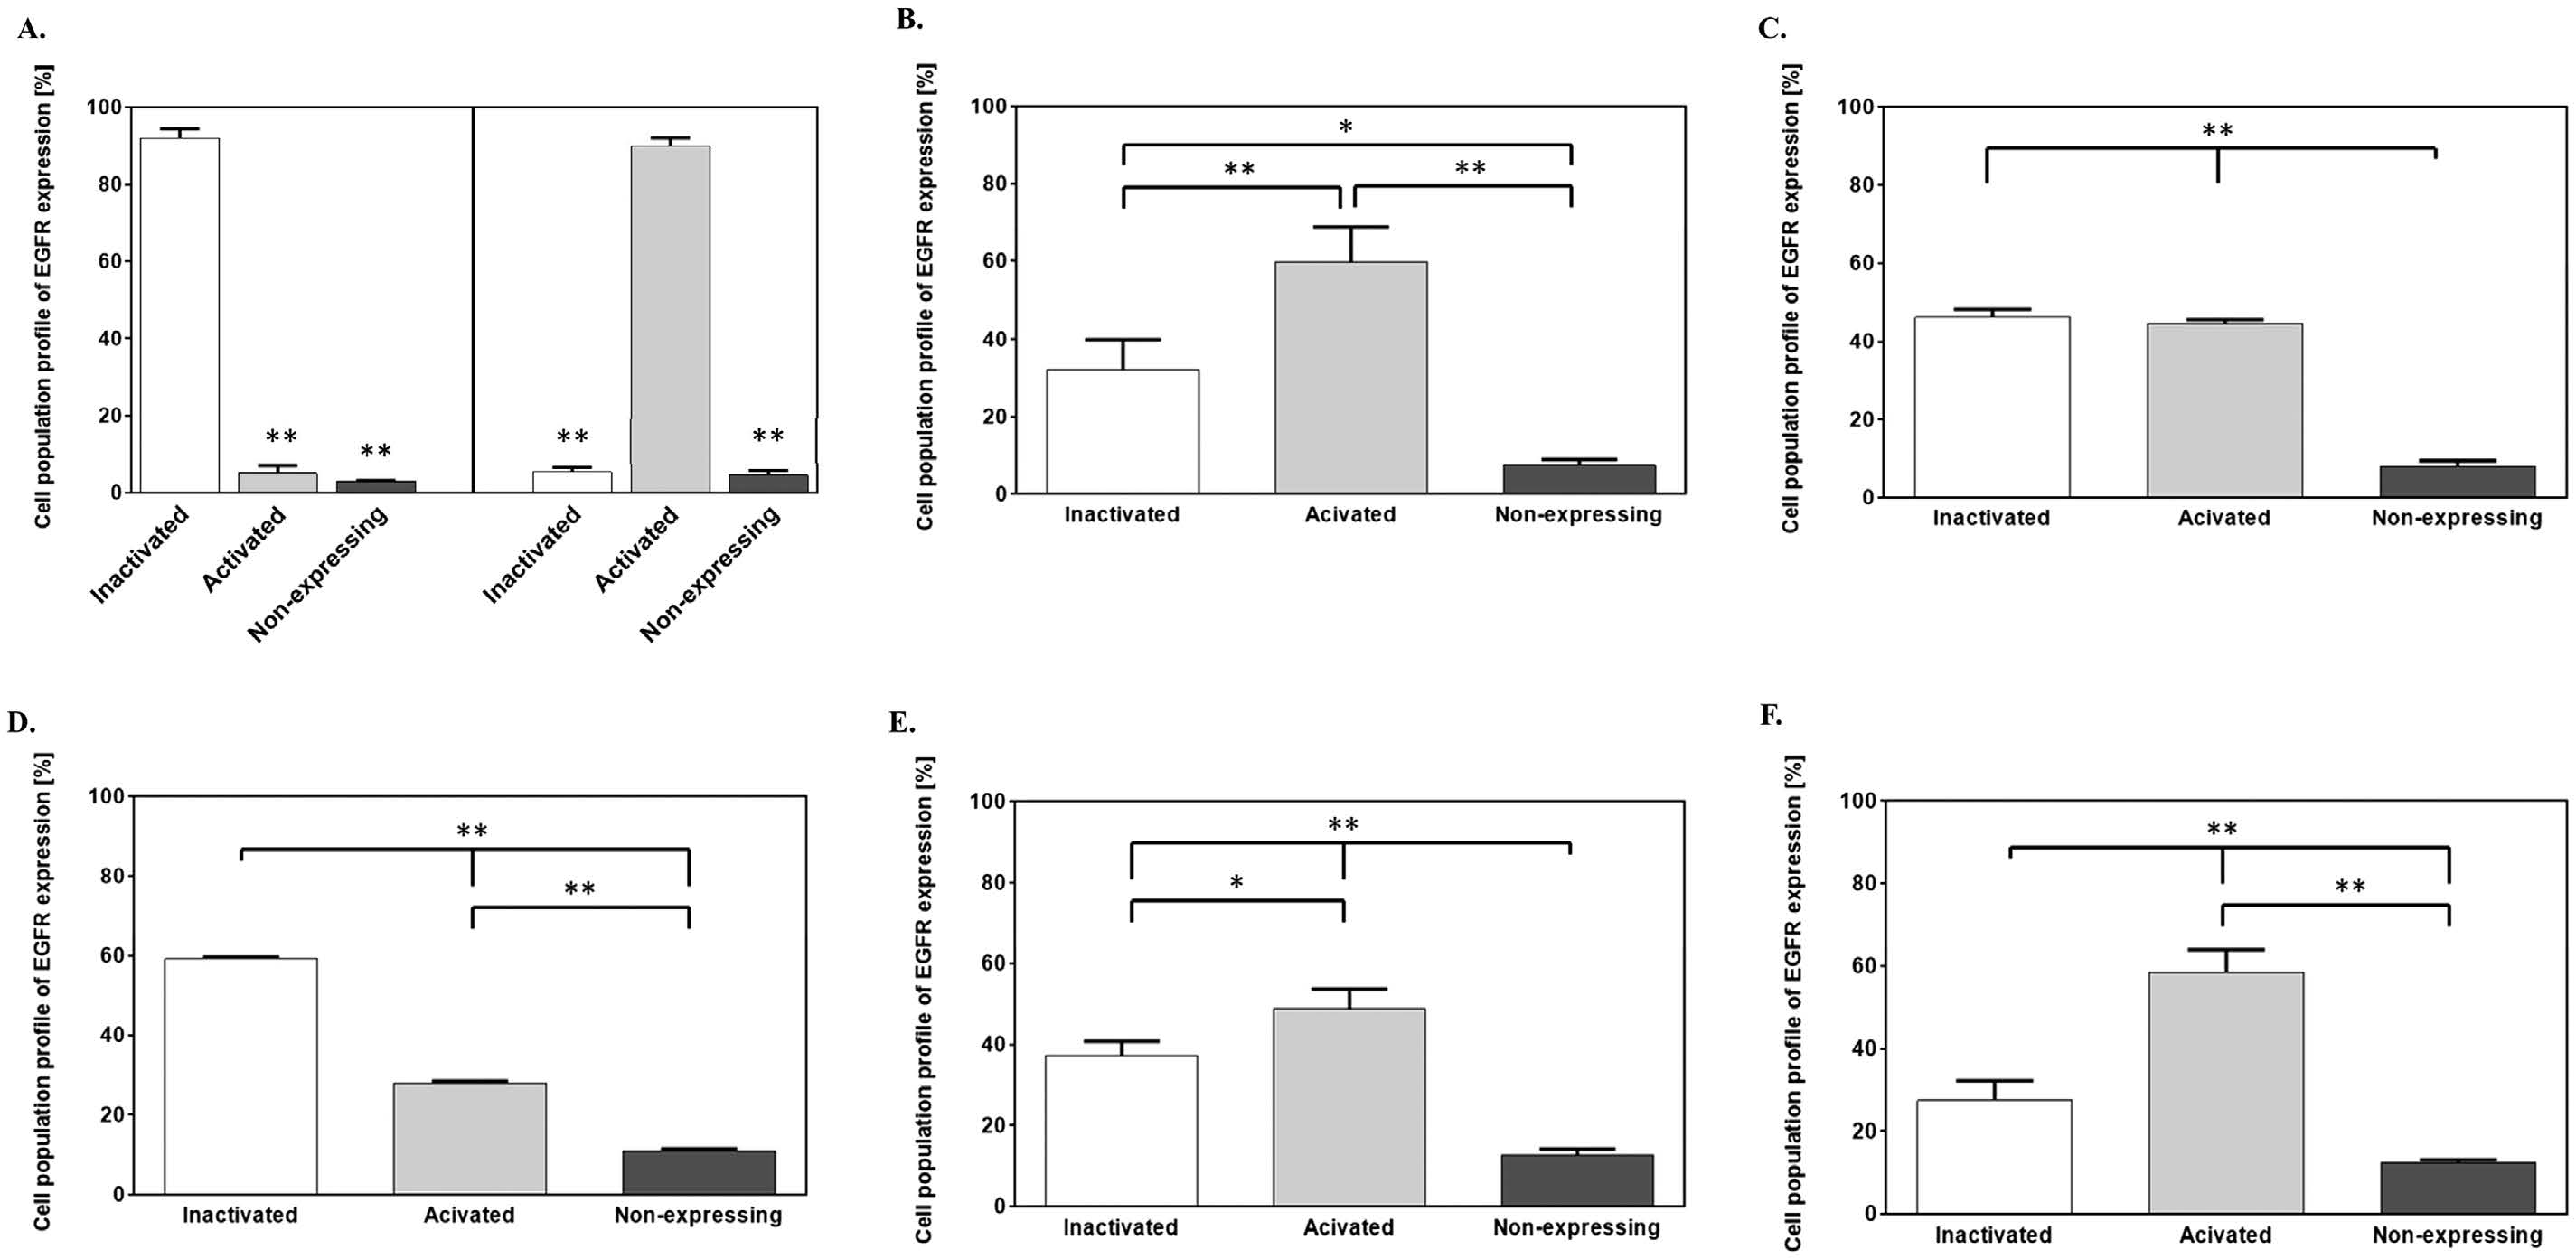 A.
Cell population profile of EGFR expression [%]
100
80
60
40
20
0
**
**
**
**
Inactivated
Activated
Non-expressing
Inactivated
Activated
Non-expressing
B.
Cell population profile of EGFR expression [%]
100
80
60
40
20
0
*
**
**
Inactivated
Acivated
Non-expressing
C.
Cell population profile of EGFR expression [%]
100
80
60
40
20
0
**
Inactivated
Acivated
Non-expressing
D.
Cell population profile of EGFR expression [%]
100
80
60
40
20
0
**
**
Inactivated
Acivated
Non-expressing
E.
Cell population profile of EGFR expression [%]
100
80
60
40
20
0
**
*
Inactivated
Acivated
Non-expressing
F.
Cell population profile of EGFR expression [%]
100
80
60
40
20
0
**
**
Inactivated
Acivated
Non-expressing